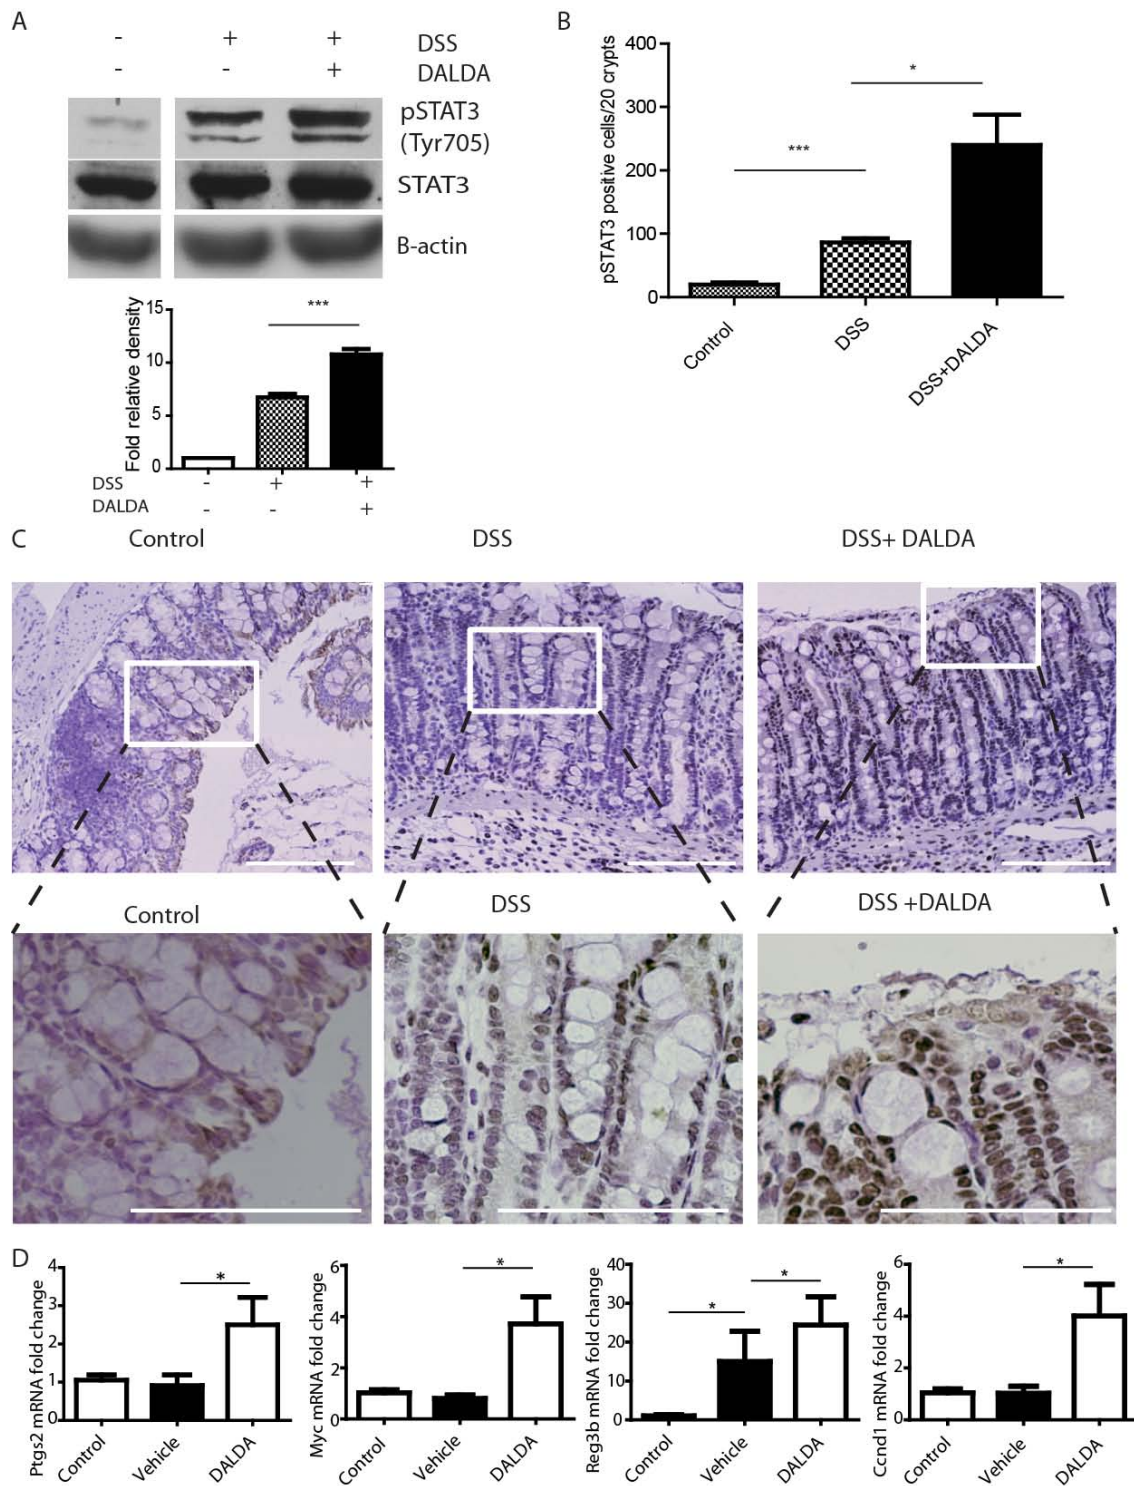 A
B
- + + DSS
- - + DALDA
pSTAT3
(Tyr705)
STAT3
B-actin
Fold relative density
15
10
5
0
***
DSS - + +
DALDA - - +
pSTAT3 positive cells/20 crypts
400
300
200
100
0
***
*
Control
DSS
DSS+DALDA
C
Control DSS DSS+ DALDA
Control DSS DSS +DALDA
D
Ptgs2 mRNA fold change
4
3
2
1
0
*
Control
Vehicle
DALDA
Myc mRNA fold change
6
4
2
0
*
Control
Vehicle
DALDA
Reg3b mRNA fold change
40
30
20
10
0
*
*
Control
Vehicle
DALDA
Ccnd1 mRNA fold change
6
4
2
0
*
Control
Vehicle
DALDA